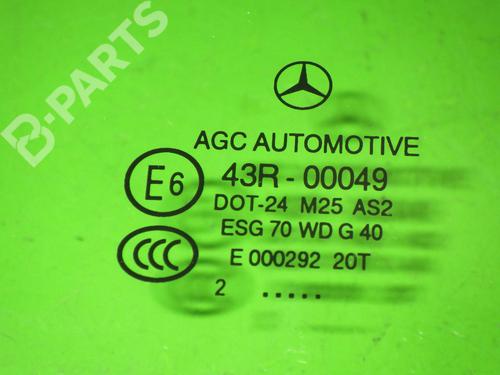 B-PARTS
AGC AUTOMOTIVE
E6
43R - 00049
DOT-24 M25 AS2
ESG 70 WD G 40
CCC
E 000292 20T
2 .....